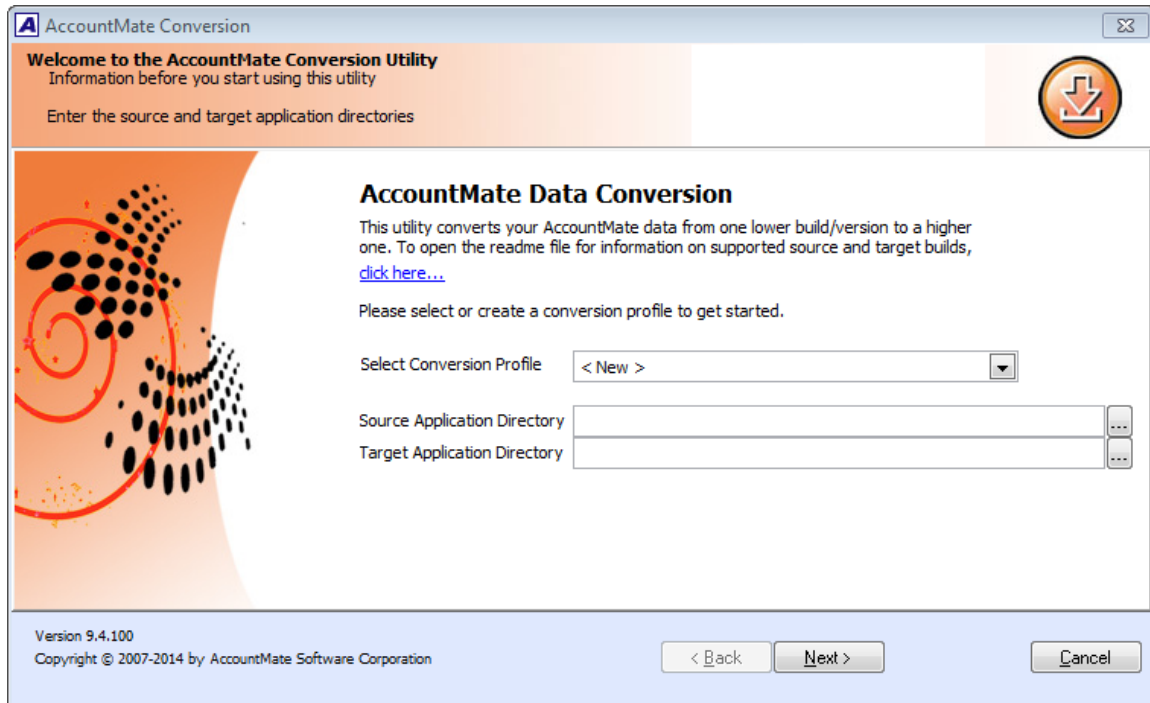 AccountMate Conversion
Welcome to the AccountMate Conversion Utility
Information before you start using this utility
Enter the source and target application directories
AccountMate Data Conversion
This utility converts your AccountMate data from one lower build/version to a higher
one. To open the readme file for information on supported source and target builds,
click here...
Please select or create a conversion profile to get started.
Select Conversion Profile < New >
Source Application Directory ...
Target Application Directory ...
Version 9.4.100
Copyright © 2007-2014 by AccountMate Software Corporation
< Back Next > Cancel